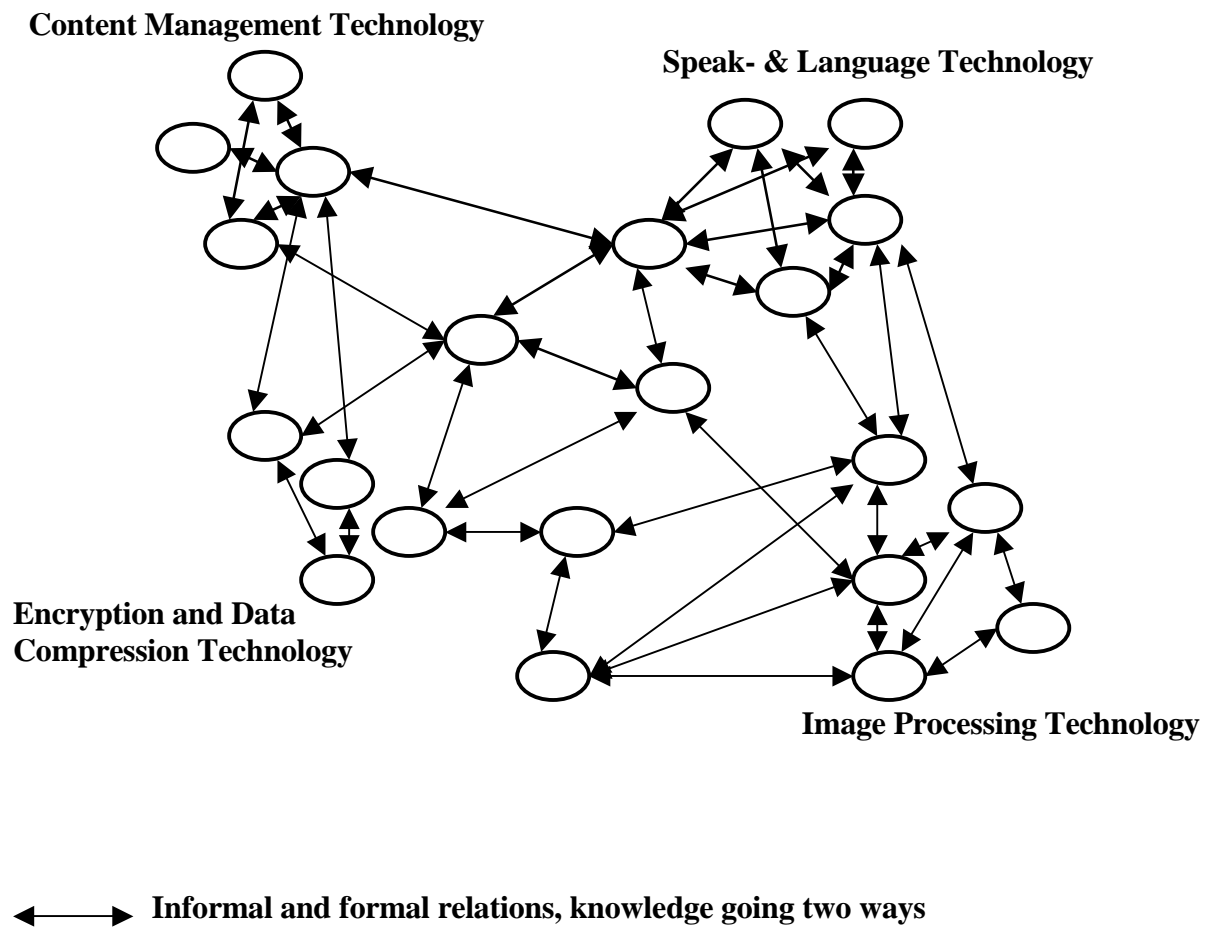 Content Management Technology
Speak- & Language Technology
Encryption and Data
Compression Technology
Image Processing Technology
Informal and formal relations, knowledge going two ways